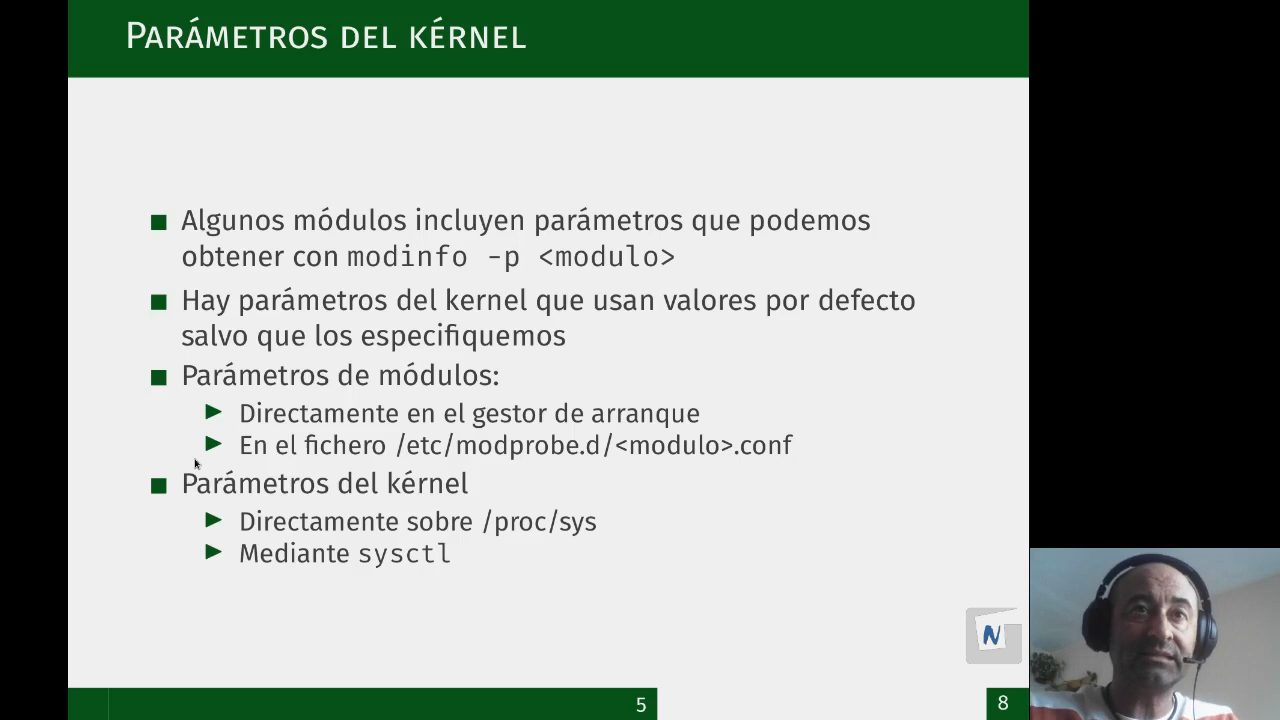 Parámetros del kérnel
Algunos módulos incluyen parámetros que podemos
obtener con modinfo -p <modulo>
Hay parámetros del kernel que usan valores por defecto
salvo que los especifiquemos
Parámetros de módulos:
Directamente en el gestor de arranque
En el fichero /etc/modprobe.d/<modulo>.conf
Parámetros del kérnel
Directamente sobre /proc/sys
Mediante sysctl
N
5
8